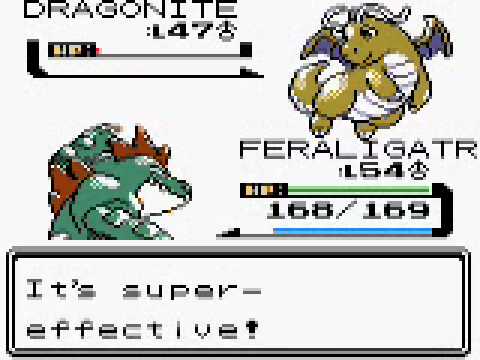 DRAGONITE
:L47♂
HP:
FERALIGATR
:L54♂
HP:
168/169
It's super-
effective!